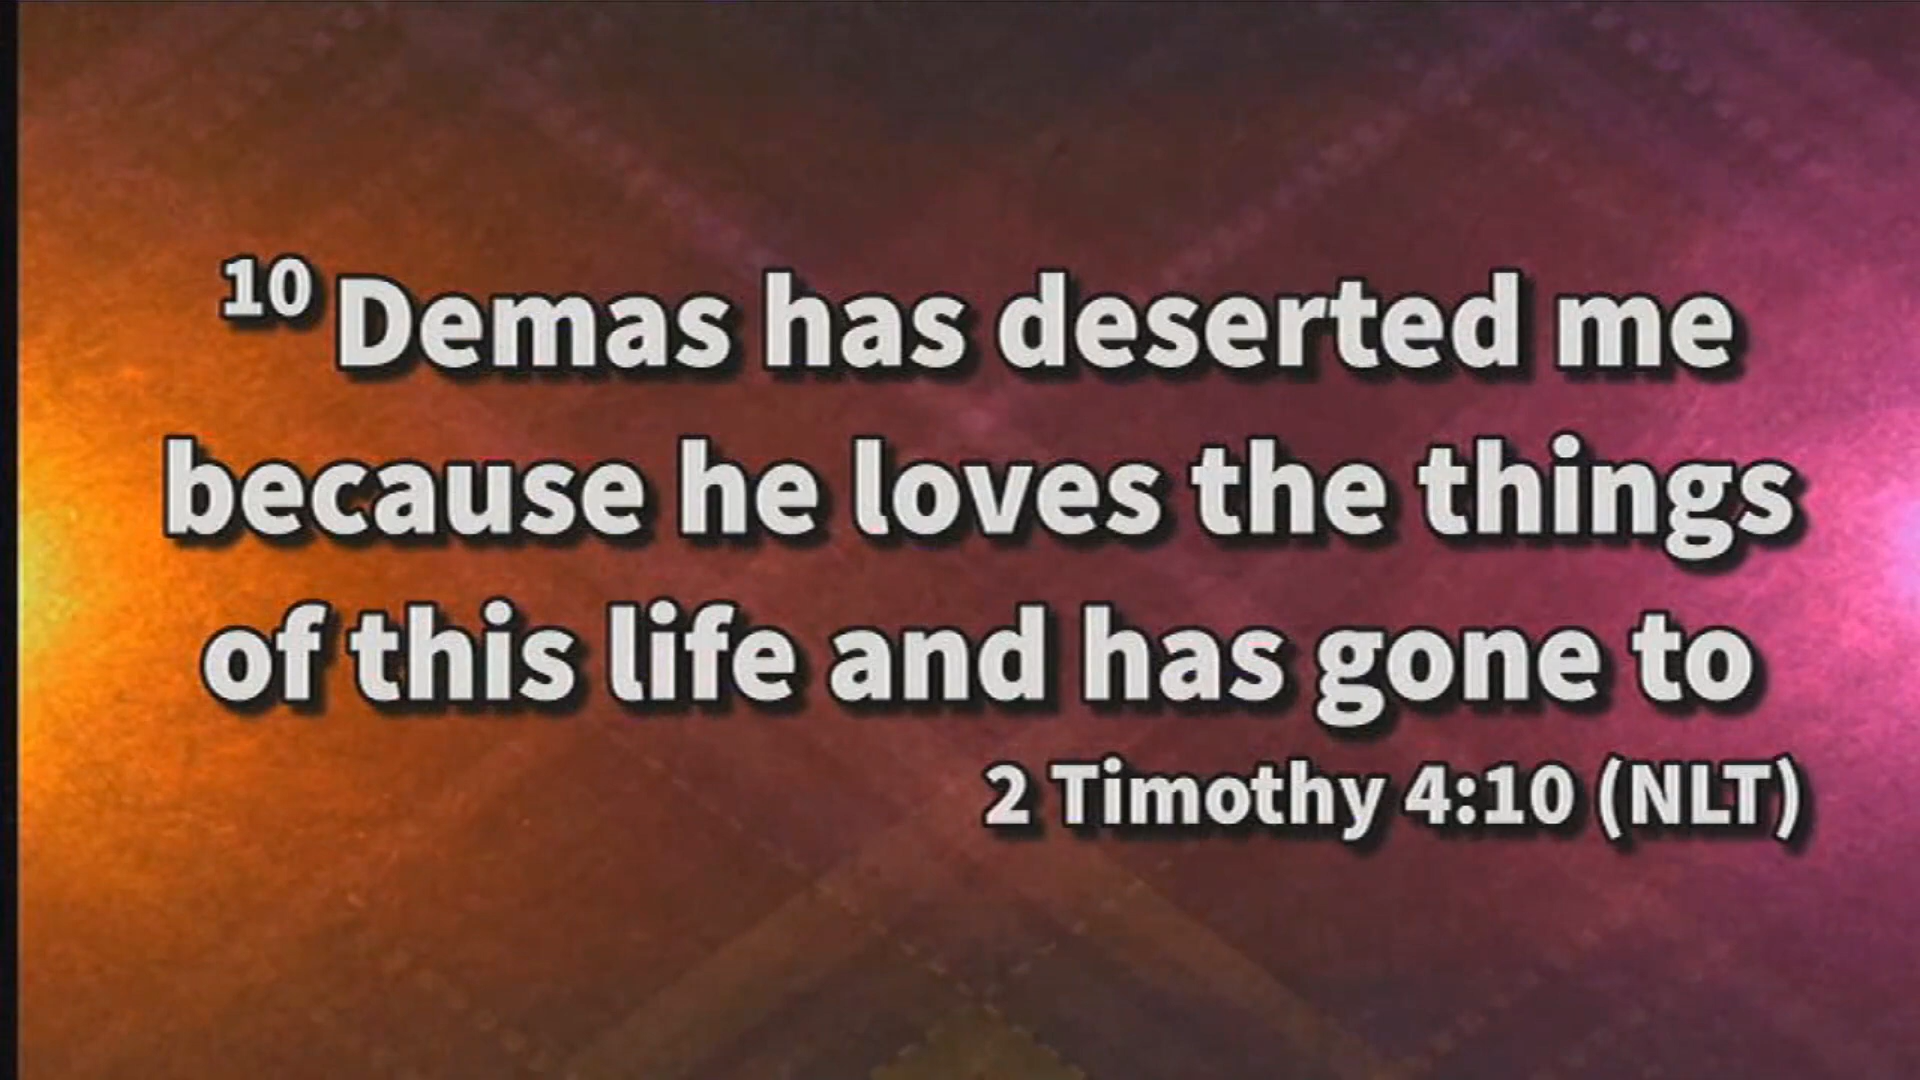 10 Demas has deserted me
because he loves the things
of this life and has gone to
2 Timothy 4:10 (NLT)